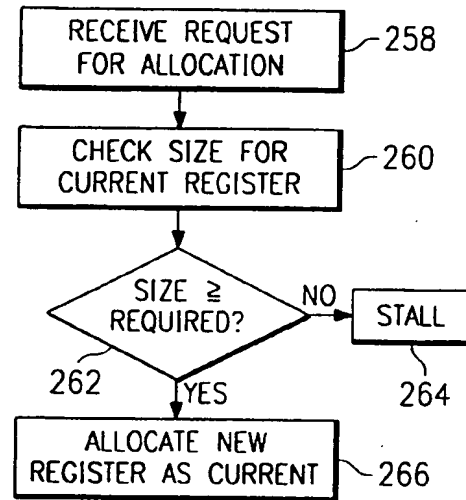 RECEIVE REQUEST
FOR ALLOCATION
258
CHECK SIZE FOR
CURRENT REGISTER
260
SIZE ≧
REQUIRED?
262
NO
STALL
264
YES
ALLOCATE NEW
REGISTER AS CURRENT
266